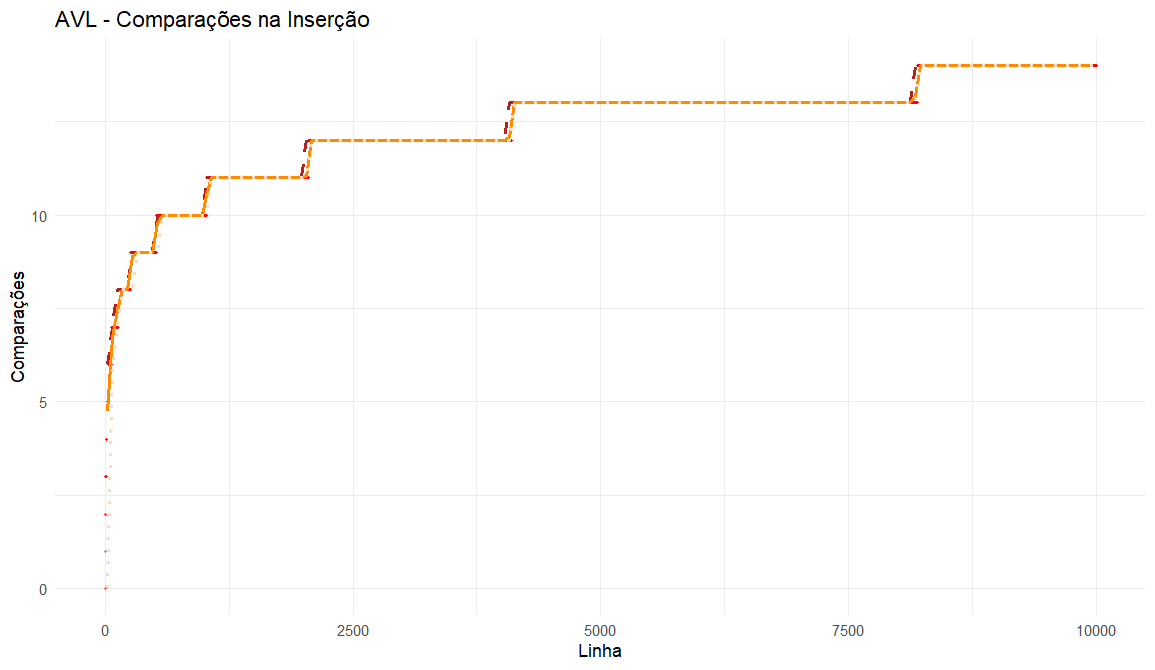 AVL - Comparações na Inserção
Comparações
10
5
0
0 2500 5000 7500 10000
Linha